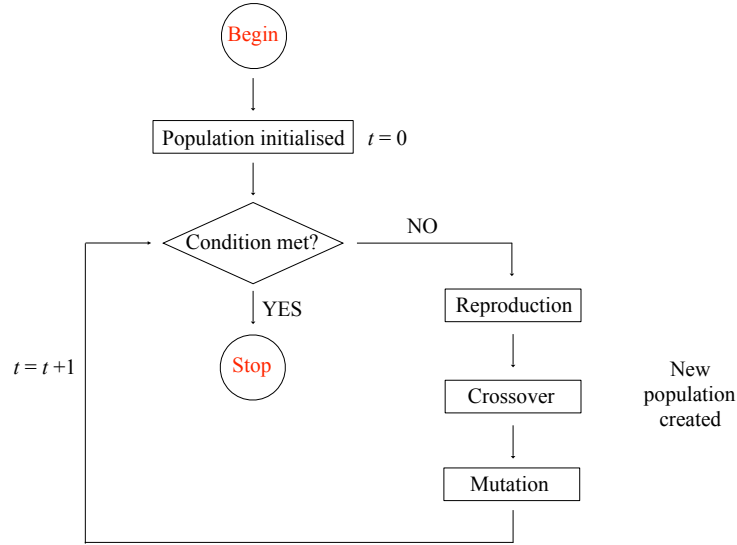 Begin
Population initialised t = 0
Condition met?
NO
YES
Reproduction
Stop
t = t +1
Crossover
New
population
created
Mutation